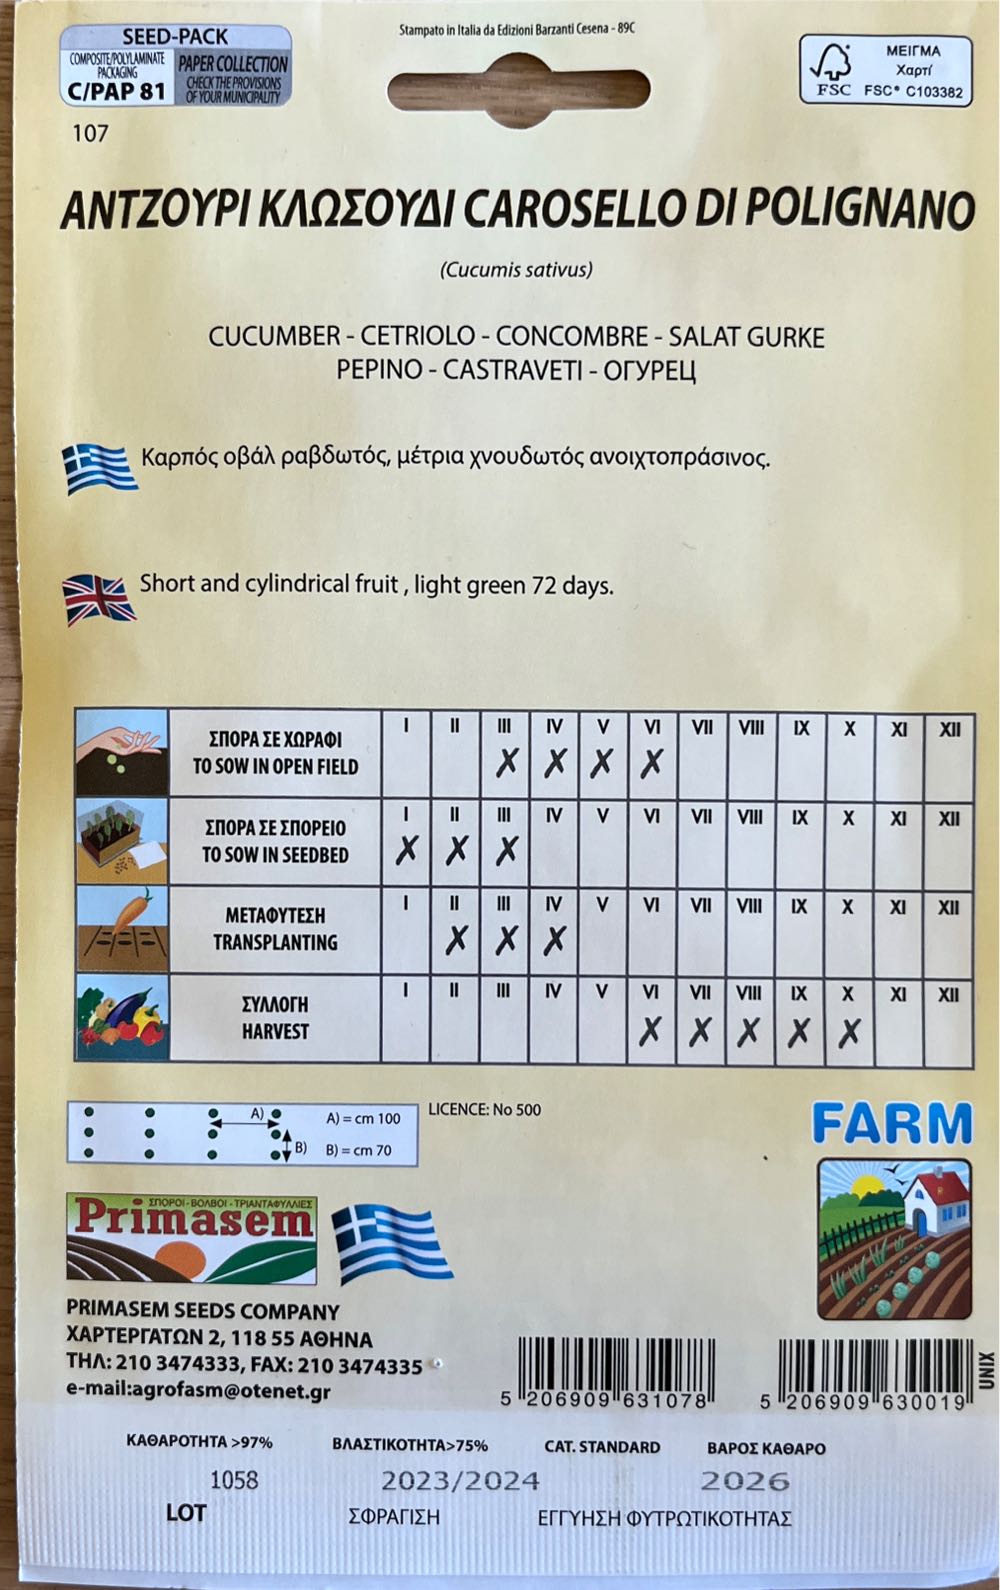 SEED-PACK
COMPOSITE/POLYLAMINATE
PACKAGING
C/PAP 81
PAPER COLLECTION
CHECK THE PROVISIONS
OF YOUR MUNICIPALITY
Stampato in Italia da Edizioni Barzanti Cesena - 89C
FSC
ΜΕΙΓΜΑ
Χαρτί
FSC® C103382
107
ΑΝΤΖΟΥΡΙ ΚΛΩΣΟΥΔΙ CAROSELLO DI POLIGNANO
(Cucumis sativus)
CUCUMBER - CETRIOLO - CONCOMBRE - SALAT GURKE
PEPINO - CASTRAVETI - ОГУРЕЦ
Καρπός οβάλ ραβδωτός, μέτρια χνουδωτός ανοιχτοπράσινος.
Short and cylindrical fruit , light green 72 days.
ΣΠΟΡΑ ΣΕ ΧΩΡΑΦΙ
TO SOW IN OPEN FIELD
I II III IV V VI VII VIII IX X XI XII
X X X X
ΣΠΟΡΑ ΣΕ ΣΠΟΡΕΙΟ
TO SOW IN SEEDBED
I II III IV V VI VII VIII IX X XI XII
X X X
ΜΕΤΑΦΥΤΕΣΗ
TRANSPLANTING
I II III IV V VI VII VIII IX X XI XII
X X X
ΣΥΛΛΟΓΗ
HARVEST
I II III IV V VI VII VIII IX X XI XII
X X X X X
A) A) = cm 100
B) B) = cm 70
LICENCE: No 500
FARM
ΣΠΟΡΟΙ - ΒΟΛΒΟΙ - ΤΡΙΑΝΤΑΦΥΛΛΙΕΣ
Primasem
PRIMASEM SEEDS COMPANY
ΧΑΡΤΕΡΓΑΤΩΝ 2, 118 55 ΑΘΗΝΑ
ΤΗΛ: 210 3474333, FAX: 210 3474335
e-mail:agrofasm@otenet.gr
5 206909 631078
5 206909 630019
UNIX
ΚΑΘΑΡΟΤΗΤΑ >97%
ΒΛΑΣΤΙΚΟΤΗΤΑ>75%
CAT. STANDARD
ΒΑΡΟΣ ΚΑΘΑΡΟ
1058
2023/2024
2026
LOT
ΣΦΡΑΓΙΣΗ
ΕΓΓΥΗΣΗ ΦΥΤΡΩΤΙΚΟΤΗΤΑΣ